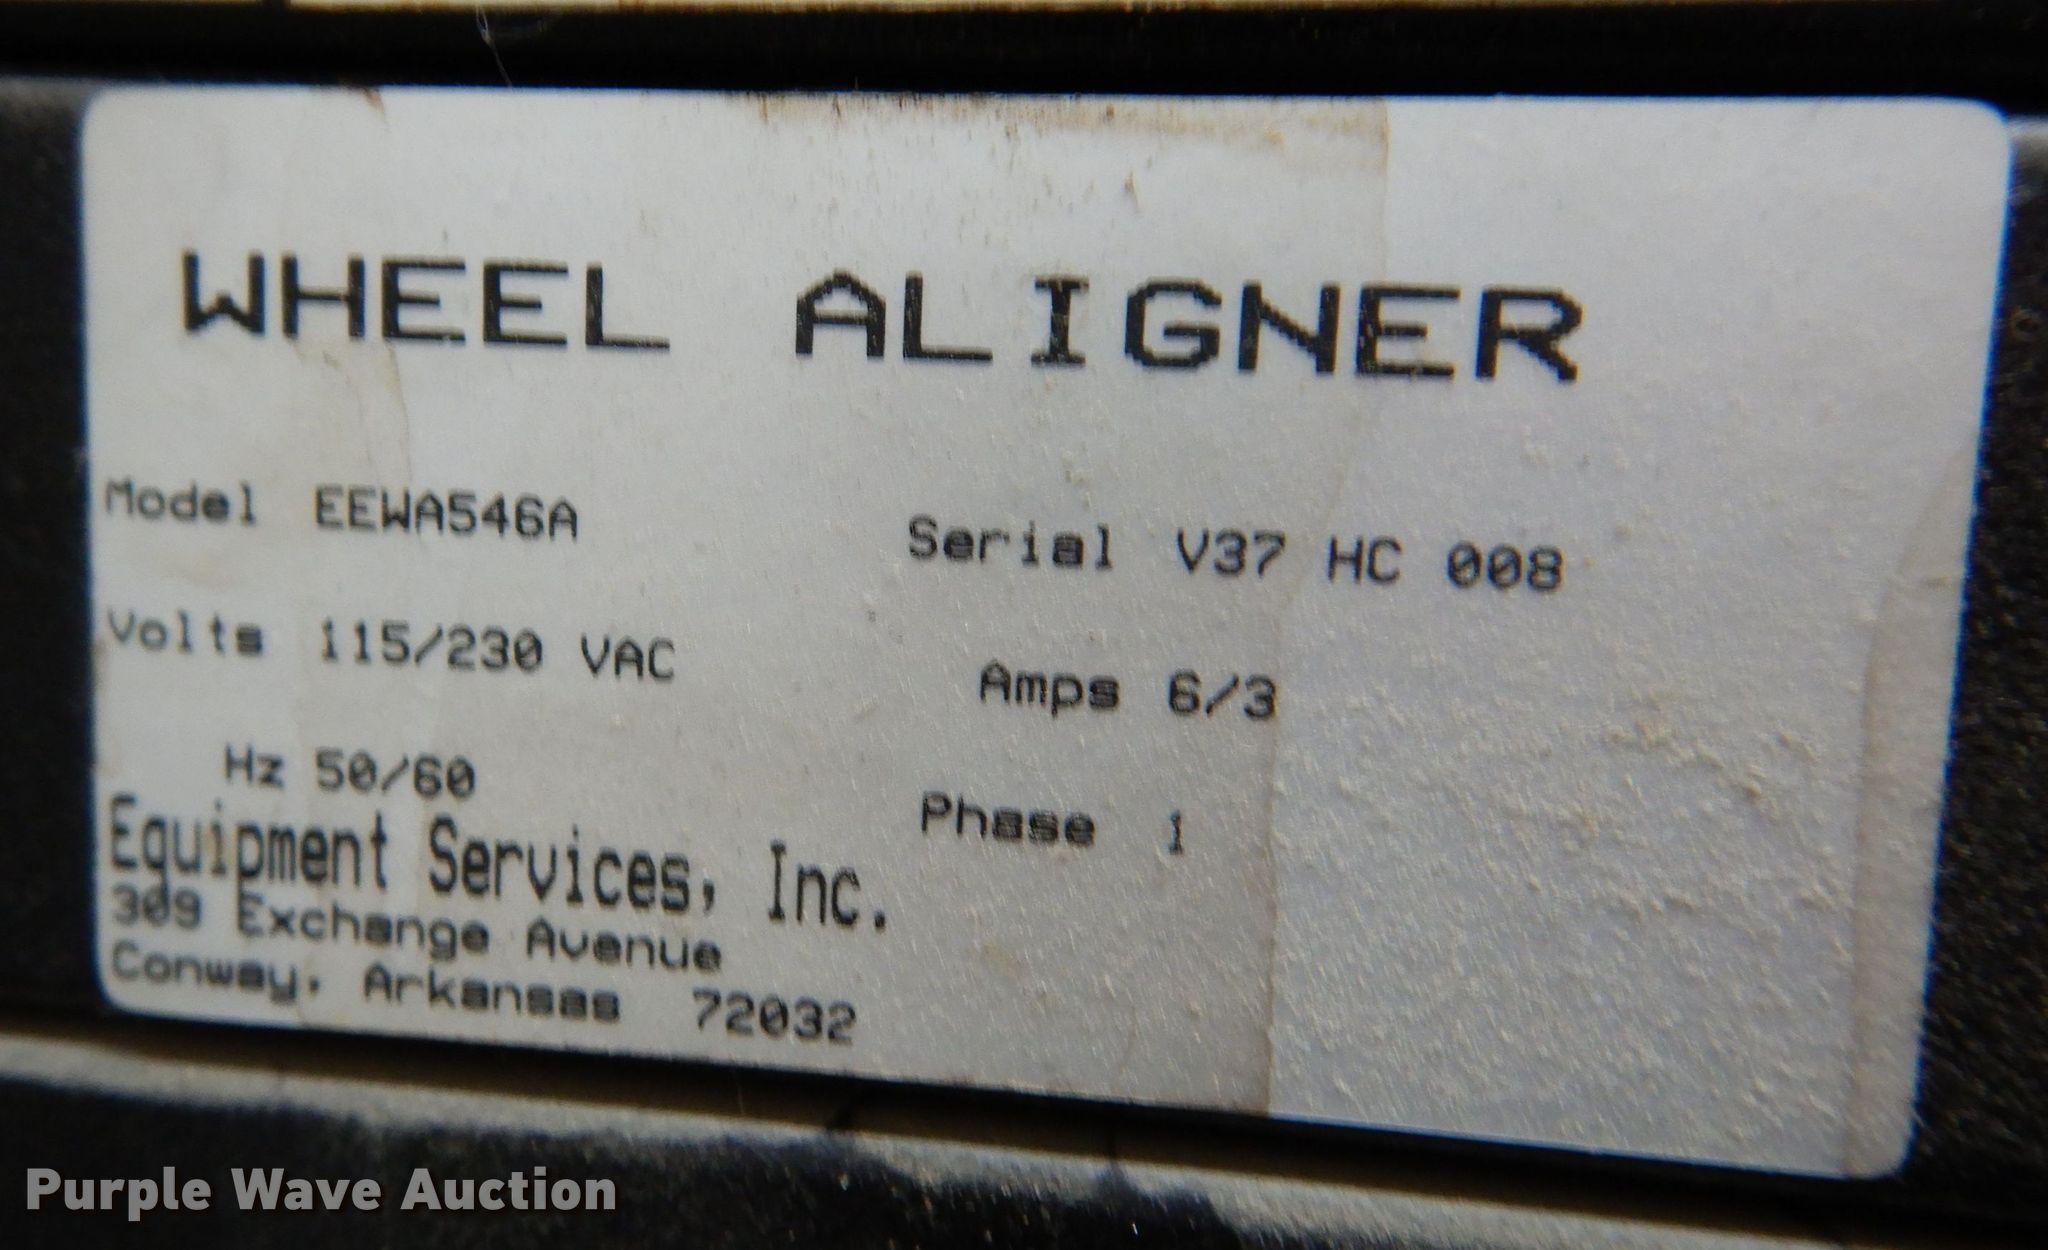 WHEEL ALIGNER
Model EEWA546A Serial V37 HC 008
Volts 115/230 VAC Amps 6/3
Hz 50/60 Phase 1
Equipment Services, Inc.
309 Exchange Avenue
Conway, Arkansas 72032
Purple Wave Auction